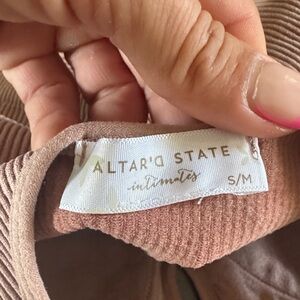 ALTAR'D STATE
intimates
S/M